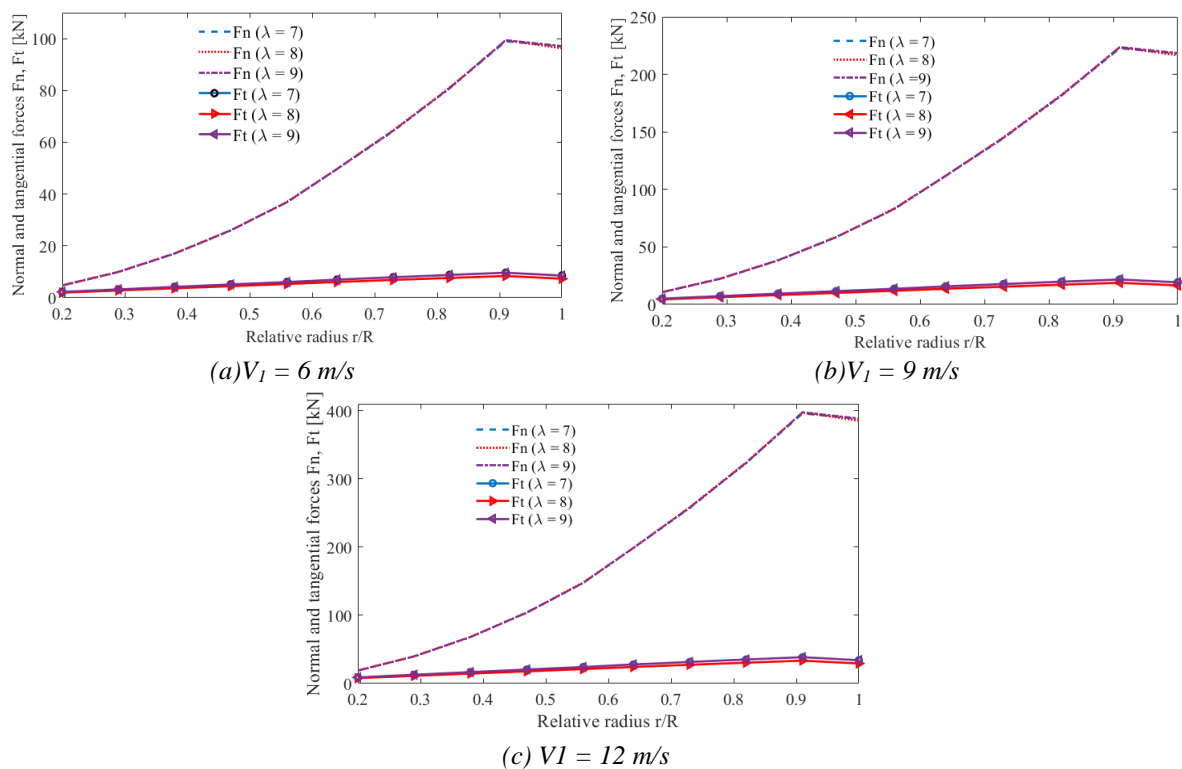 Normal and tangential forces Fn, Ft [kN]
100
80
60
40
20
0
Fn (λ = 7)
Fn (λ = 8)
Fn (λ = 9)
Ft (λ = 7)
Ft (λ = 8)
Ft (λ = 9)
0.2 0.3 0.4 0.5 0.6 0.7 0.8 0.9 1
Relative radius r/R
(a)V1 = 6 m/s
Normal and tangential forces Fn, Ft [kN]
250
200
150
100
50
0
Fn (λ = 7)
Fn (λ = 8)
Fn (λ =9)
Ft (λ = 7)
Ft (λ = 8)
Ft (λ = 9)
0.2 0.3 0.4 0.5 0.6 0.7 0.8 0.9 1
Relative radius r/R
(b)V1 = 9 m/s
Normal and tangential forces Fn, Ft [kN]
400
300
200
100
0
Fn (λ = 7)
Fn (λ = 8)
Fn (λ = 9)
Ft (λ = 7)
Ft (λ = 8)
Ft (λ = 9)
0.2 0.3 0.4 0.5 0.6 0.7 0.8 0.9 1
Relative radius r/R
(c) V1 = 12 m/s